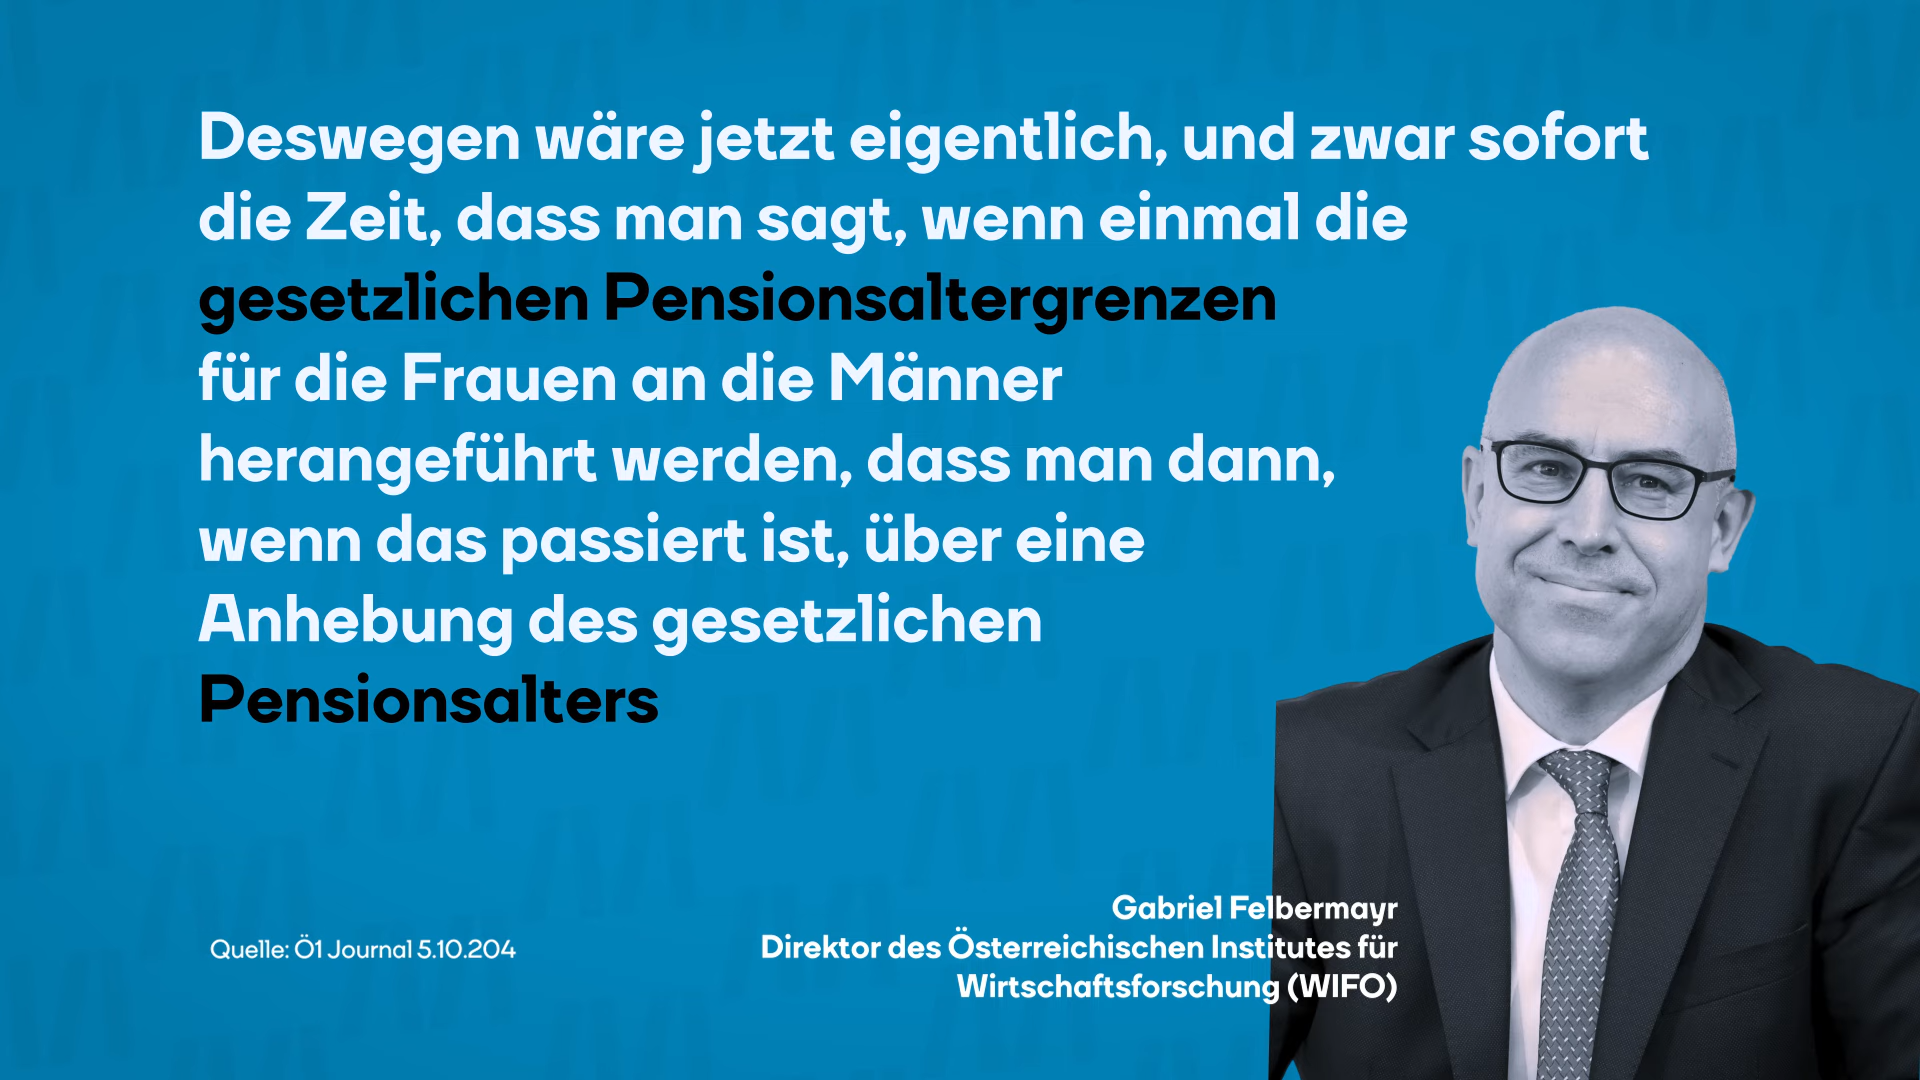 Deswegen wäre jetzt eigentlich, und zwar sofort
die Zeit, dass man sagt, wenn einmal die
gesetzlichen Pensionsaltergrenzen
für die Frauen an die Männer
herangeführt werden, dass man dann,
wenn das passiert ist, über eine
Anhebung des gesetzlichen
Pensionsalters
Gabriel Felbermayr
Direktor des Österreichischen Institutes für
Wirtschaftsforschung (WIFO)
Quelle: Ö1 Journal 5.10.204